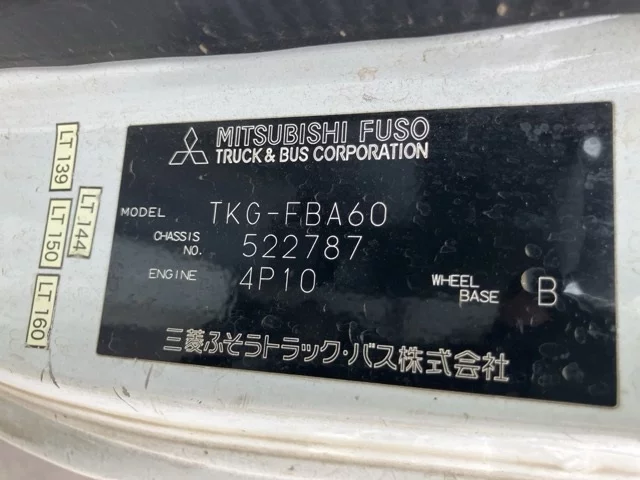 MITSUBISHI FUSO
TRUCK & BUS CORPORATION
MODEL TKG-FBA60
CHASSIS NO. 522787
ENGINE 4P10
WHEEL BASE B
三菱ふそうトラック・バス株式会社
LT 139
LT 144
LT 150
LT 160